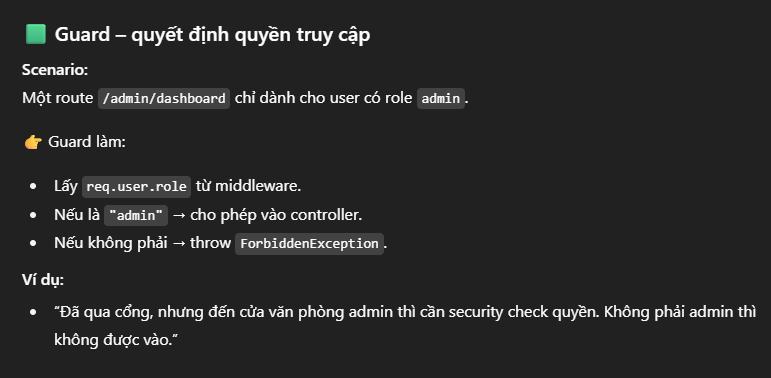 Guard – quyết định quyền truy cập
Scenario:
Một route /admin/dashboard chỉ dành cho user có role admin.
👉 Guard làm:
• Lấy req.user.role từ middleware.
• Nếu là "admin" → cho phép vào controller.
• Nếu không phải → throw ForbiddenException.
Ví dụ:
• “Đã qua cổng, nhưng đến cửa văn phòng admin thì cần security check quyền. Không phải admin thì
không được vào.”